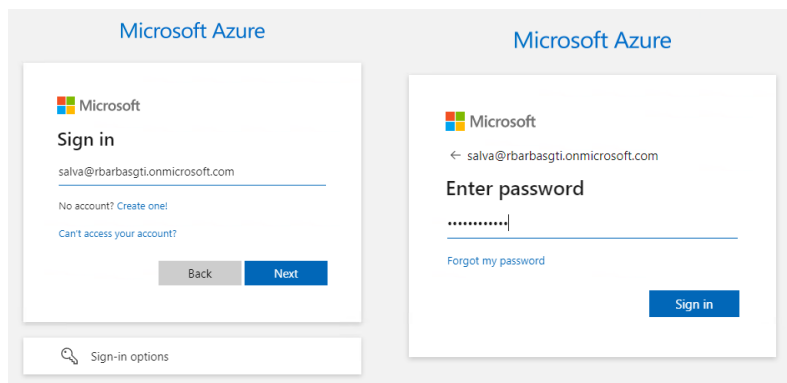 Microsoft Azure
Microsoft
Sign in
salva@rbarbasgti.onmicrosoft.com
No account? Create one!
Can't access your account?
Back
Next
Sign-in options
Microsoft Azure
Microsoft
← salva@rbarbasgti.onmicrosoft.com
Enter password
••••••••••••
Forgot my password
Sign in